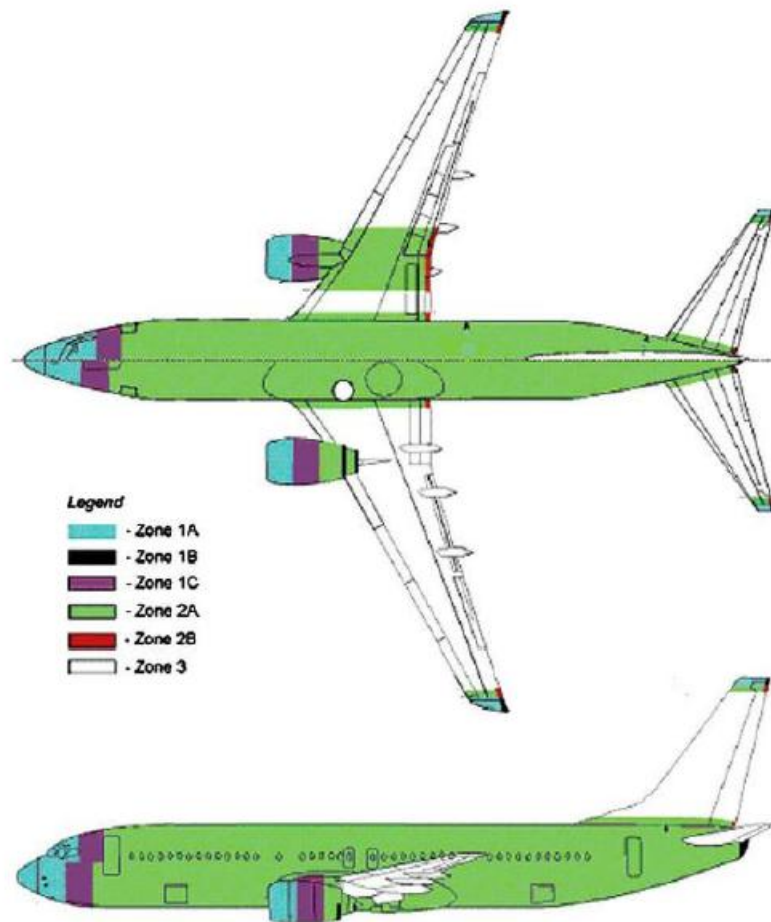 Legend
- Zone 1A
- Zone 1B
- Zone 1C
- Zone 2A
- Zone 2B
- Zone 3